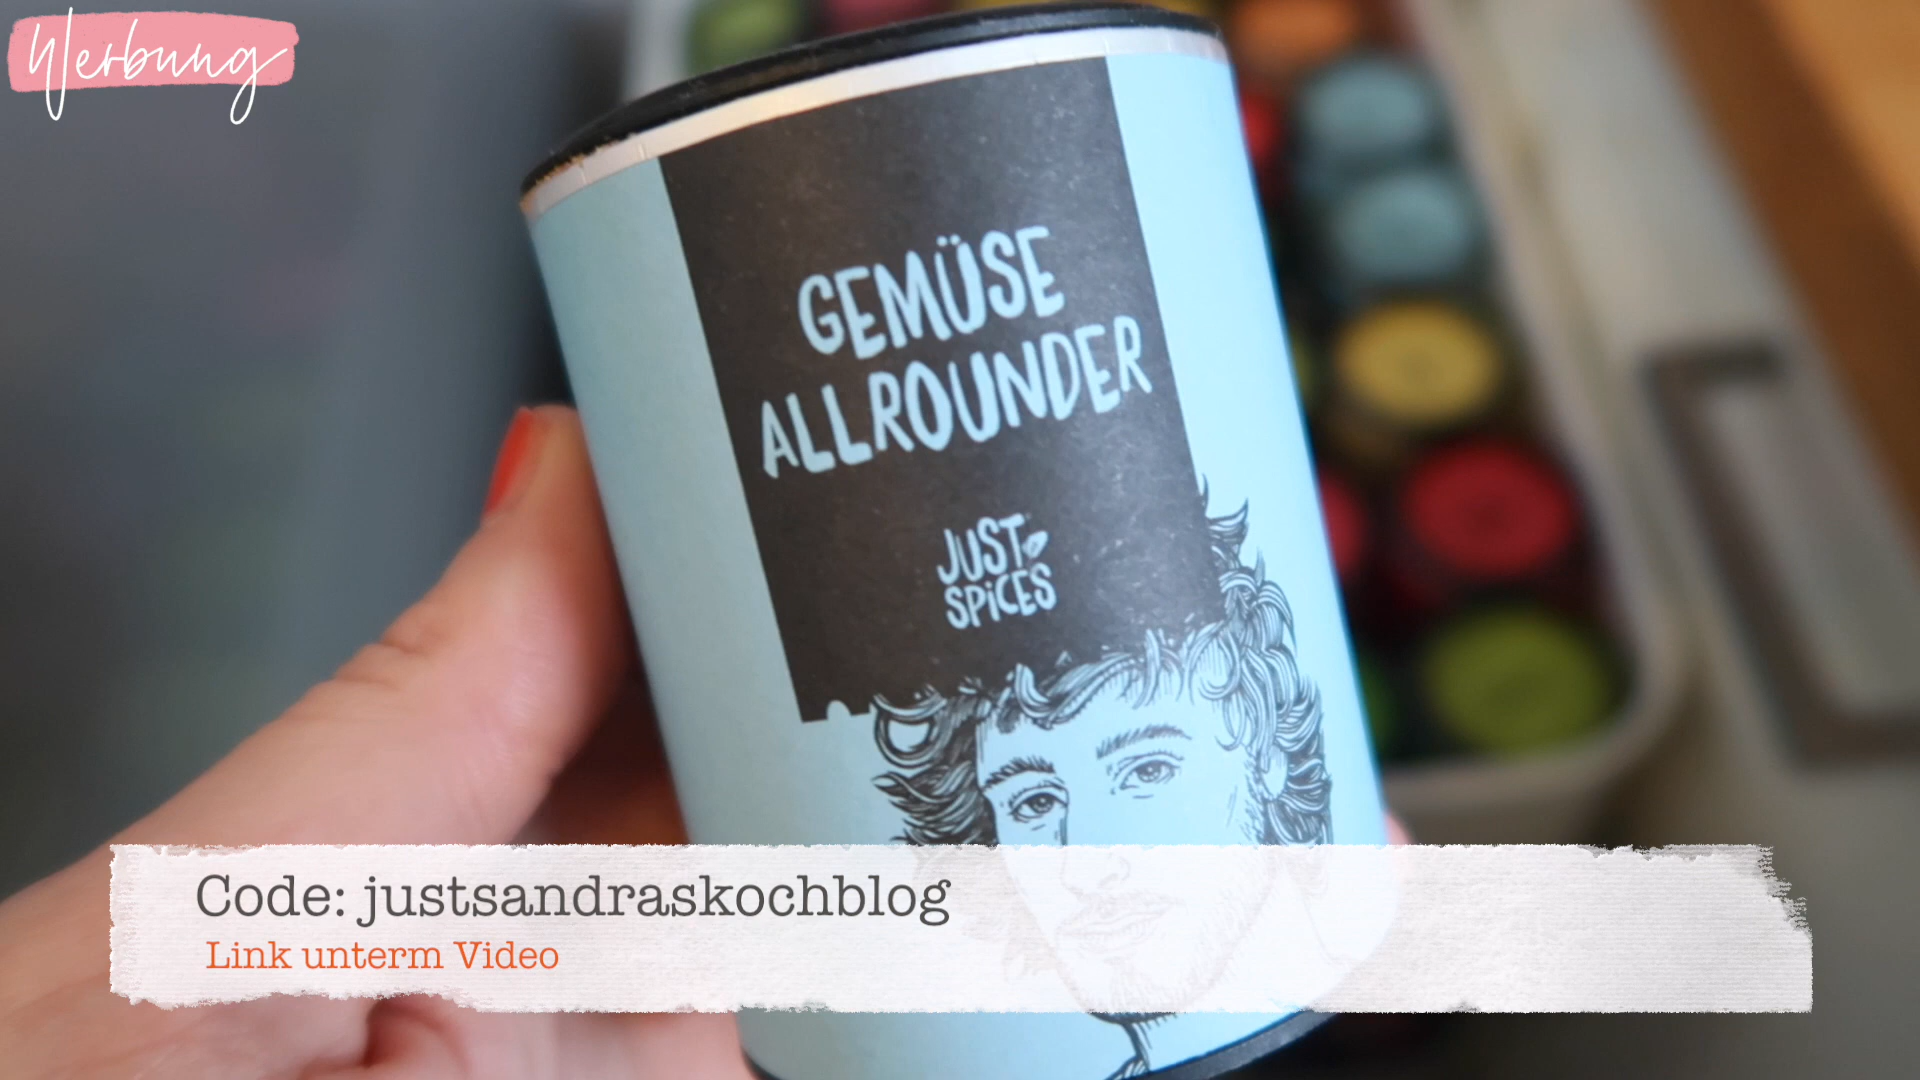 Werbung
GEMÜSE
ALLROUNDER
JUST
SPiCES
Code: justsandraskochblog
Link unterm Video